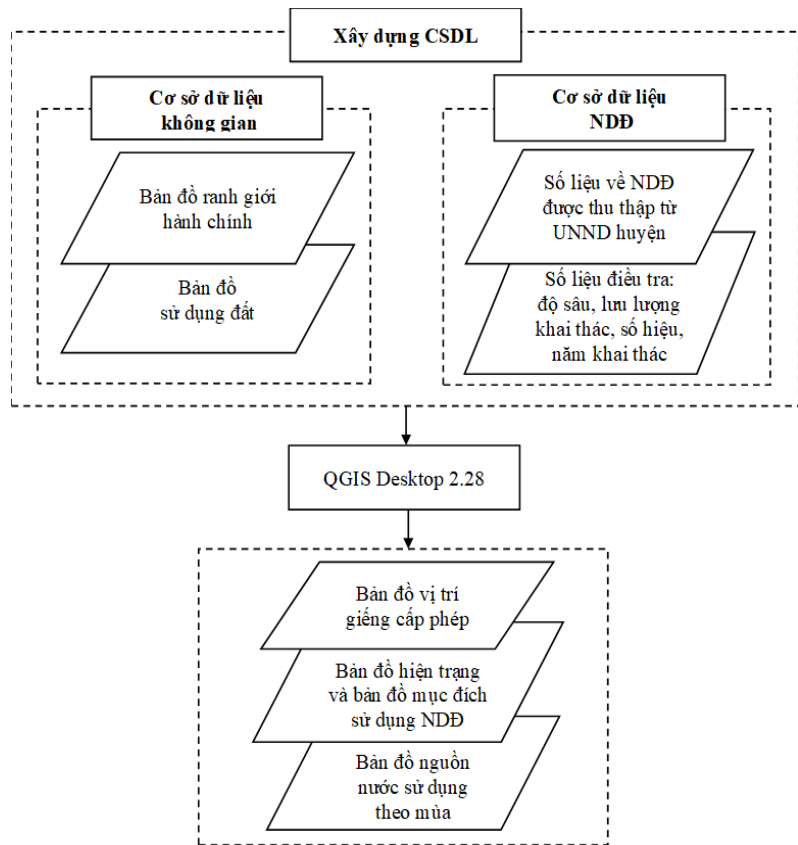 Xây dựng CSDL
Cơ sở dữ liệu
không gian
Bản đồ ranh giới
hành chính
Bản đồ
sử dụng đất
Cơ sở dữ liệu
NDĐ
Số liệu về NDĐ
được thu thập từ
UNND huyện
Số liệu điều tra:
độ sâu, lưu lượng
khai thác, số hiệu,
năm khai thác
QGIS Desktop 2.28
Bản đồ vị trí
giếng cấp phép
Bản đồ hiện trạng
và bản đồ mục đích
sử dụng NDĐ
Bản đồ nguồn
nước sử dụng
theo mùa